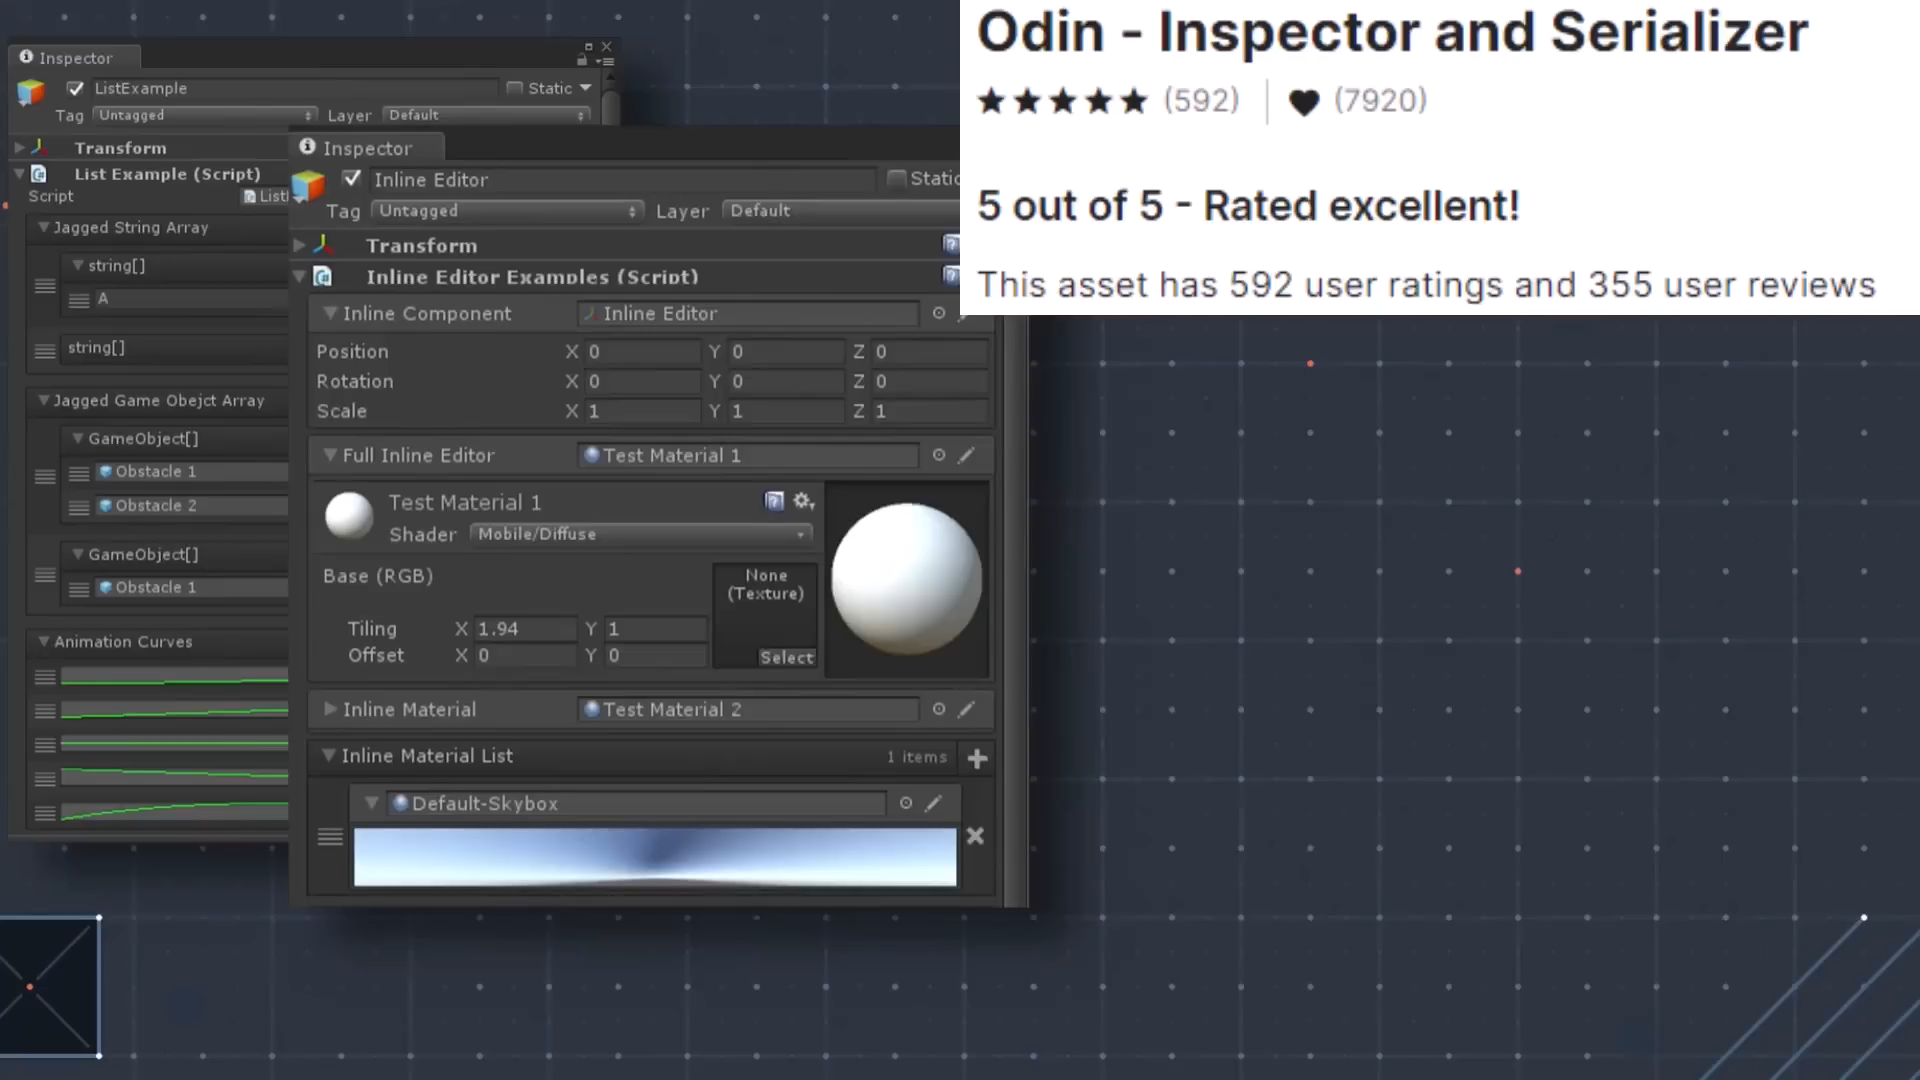 Odin - Inspector and Serializer
★★★★★ (592) | ♥ (7920)
5 out of 5 - Rated excellent!
This asset has 592 user ratings and 355 user reviews
Inspector
ListExample
Static
Tag Untagged Layer Default
Transform
List Example (Script)
Script
Jagged String Array
string[]
A
string[]
Jagged Game Obejct Array
GameObject[]
Obstacle 1
Obstacle 2
GameObject[]
Obstacle 1
Animation Curves
Inspector
Inline Editor
Tag Untagged Layer Default
Transform
Inline Editor Examples (Script)
Inline Component Inline Editor
Position X 0 Y 0 Z 0
Rotation X 0 Y 0 Z 0
Scale X 1 Y 1 Z 1
Full Inline Editor Test Material 1
Test Material 1
Shader Mobile/Diffuse
Base (RGB)
None
(Texture)
Tiling X 1.94 Y 1
Offset X 0 Y 0
Select
Inline Material Test Material 2
Inline Material List 1 items
Default-Skybox